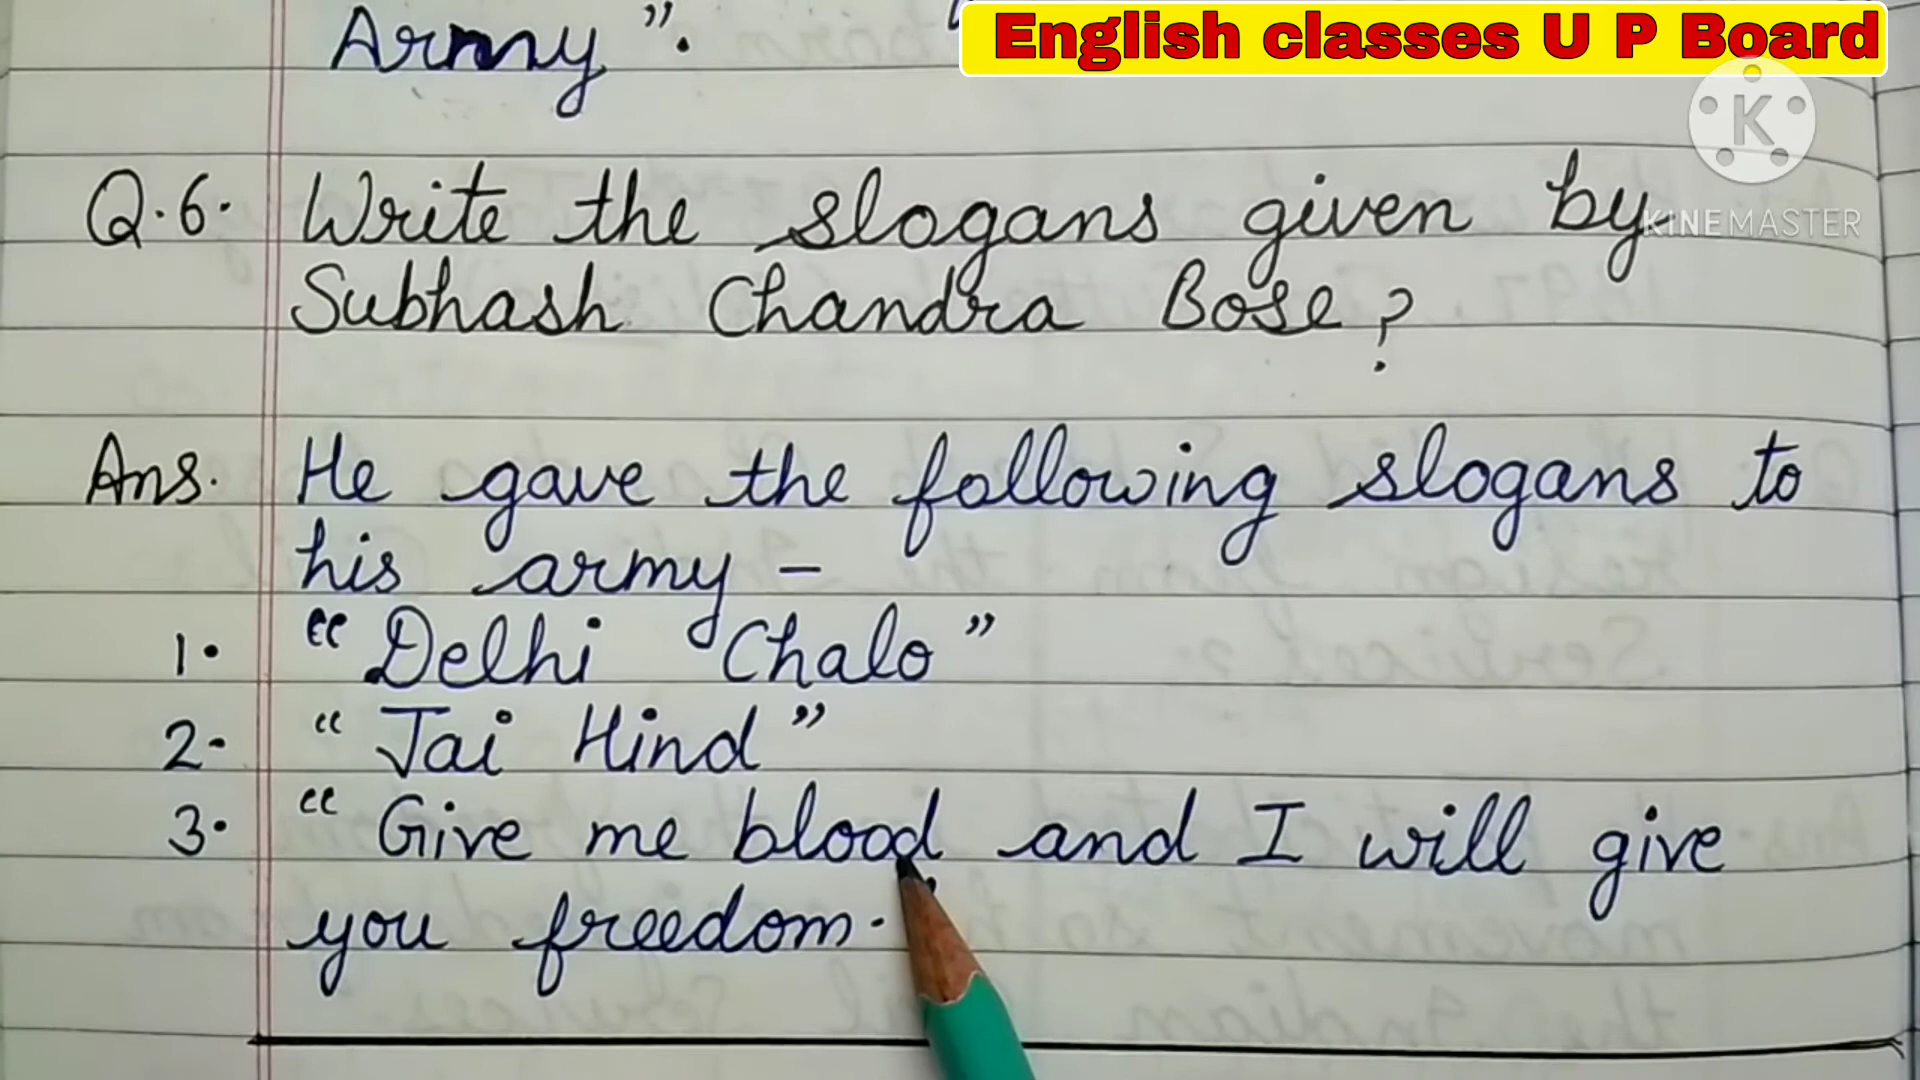 Army”.
English classes U P Board
K
KINEMASTER
Q.6. Write the slogans given by
Subhash Chandra Bose?
Ans. He gave the following slogans to
his army -
1. “Delhi Chalo”
2. “Jai Hind”
3. “Give me blood and I will give
you freedom.”